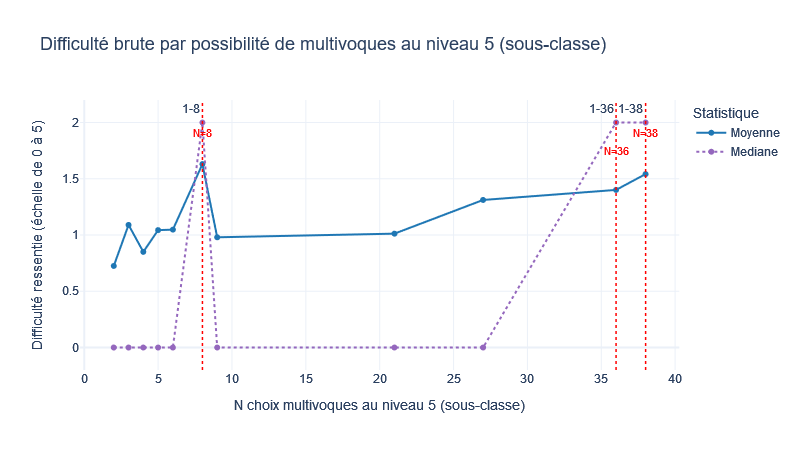 Difficulté brute par possibilité de multivoques au niveau 5 (sous-classe)
1-8
1-36
1-38
Statistique
Moyenne
Mediane
N=8
N=36
N=38
Difficulté ressentie (échelle de 0 à 5)
2
1.5
1
0.5
0
0
5
10
15
20
25
30
35
40
N choix multivoques au niveau 5 (sous-classe)